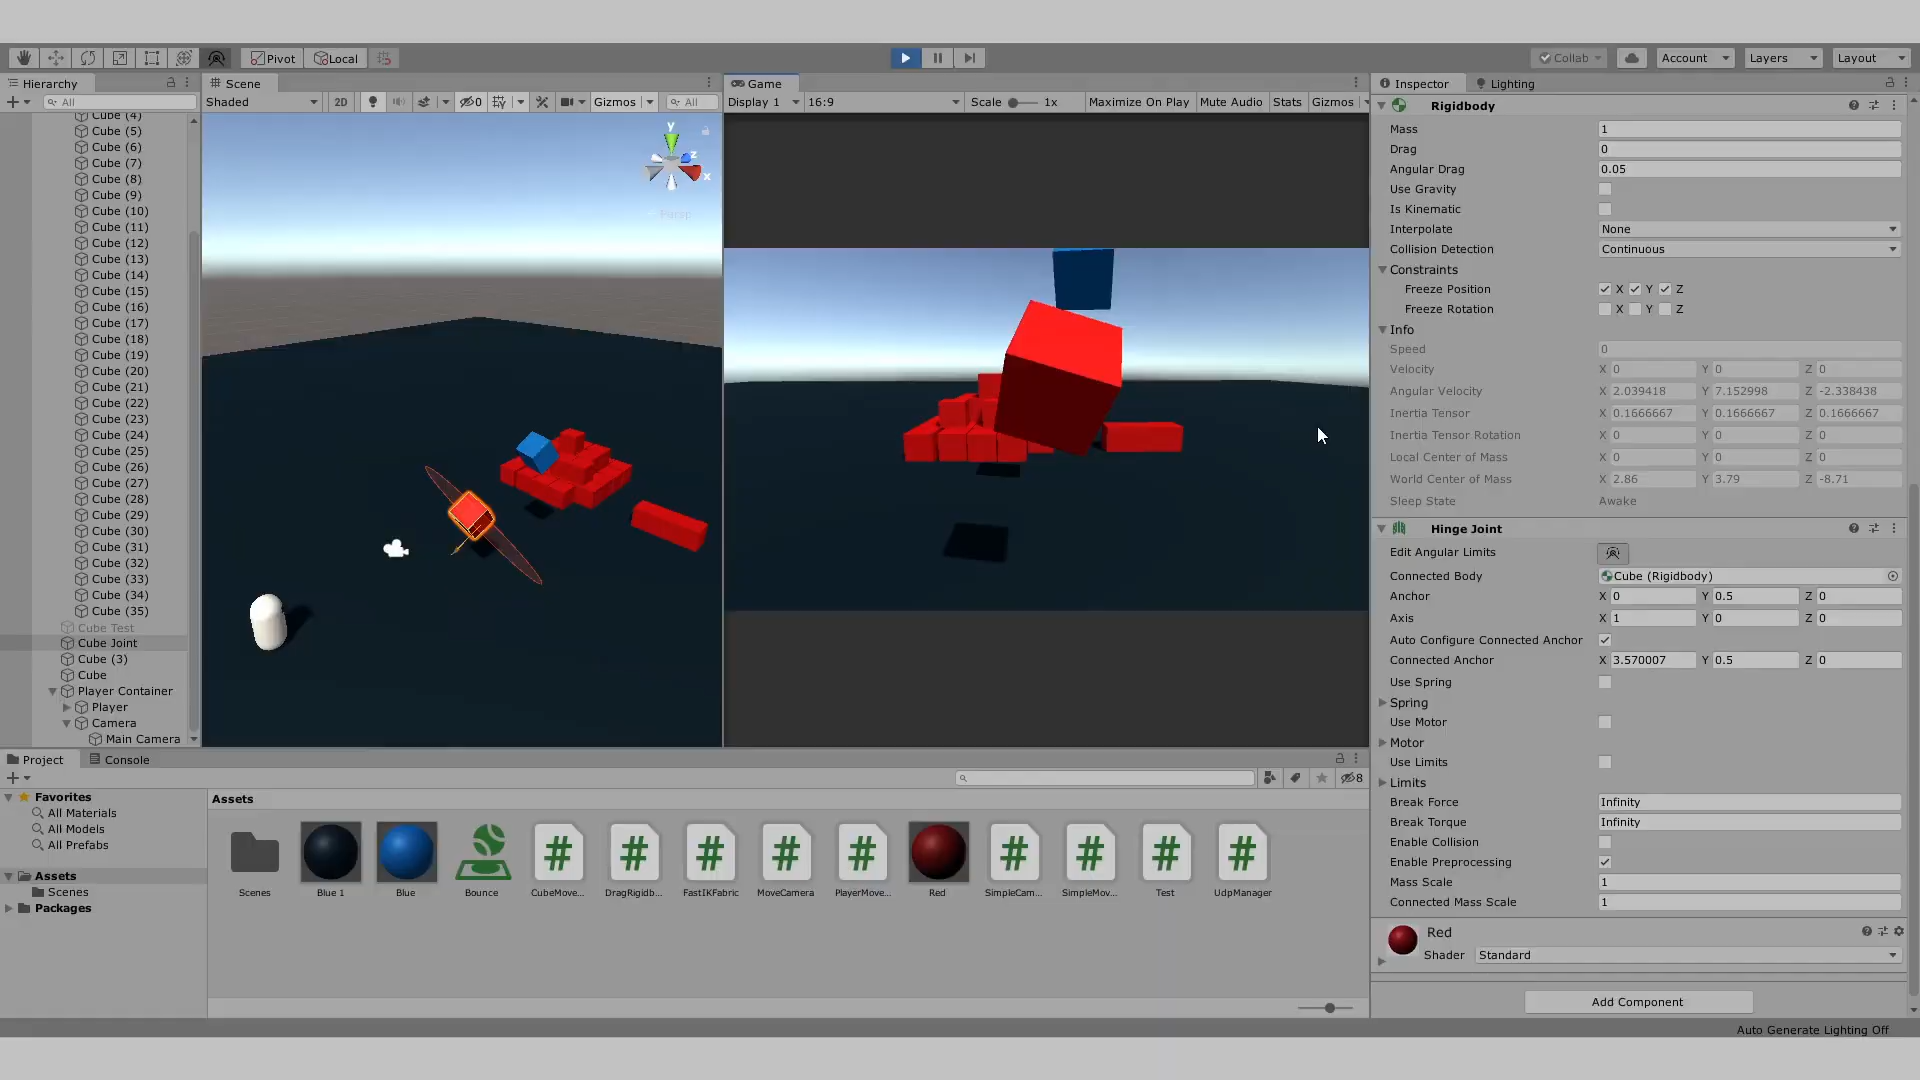 Pivot Local Collab Account Layers Layout
Hierarchy
All
Cube (4)
Cube (5)
Cube (6)
Cube (7)
Cube (8)
Cube (9)
Cube (10)
Cube (11)
Cube (12)
Cube (13)
Cube (14)
Cube (15)
Cube (16)
Cube (17)
Cube (18)
Cube (19)
Cube (20)
Cube (21)
Cube (22)
Cube (23)
Cube (24)
Cube (25)
Cube (26)
Cube (27)
Cube (28)
Cube (29)
Cube (30)
Cube (31)
Cube (32)
Cube (33)
Cube (34)
Cube (35)
Cube Test
Cube Joint
Cube (3)
Cube
Player Container
Player
Camera
Main Camera
Scene
Shaded 2D 0 Gizmos All
y
z
x
Persp
Game
Display 1 16:9 Scale 1x Maximize On Play Mute Audio Stats Gizmos
Inspector Lighting
Rigidbody
Mass 1
Drag 0
Angular Drag 0.05
Use Gravity
Is Kinematic
Interpolate None
Collision Detection Continuous
Constraints
Freeze Position X Y Z
Freeze Rotation X Y Z
Info
Speed 0
Velocity X 0 Y 0 Z 0
Angular Velocity X 2.039418 Y 7.152998 Z -2.338438
Inertia Tensor X 0.1666667 Y 0.1666667 Z 0.1666667
Inertia Tensor Rotation X 0 Y 0 Z 0
Local Center of Mass X 0 Y 0 Z 0
World Center of Mass X 2.86 Y 3.79 Z -8.71
Sleep State Awake
Hinge Joint
Edit Angular Limits
Connected Body Cube (Rigidbody)
Anchor X 0 Y 0.5 Z 0
Axis X 1 Y 0 Z 0
Auto Configure Connected Anchor
Connected Anchor X 3.570007 Y 0.5 Z 0
Use Spring
Spring
Use Motor
Motor
Use Limits
Limits
Break Force Infinity
Break Torque Infinity
Enable Collision
Enable Preprocessing
Mass Scale 1
Connected Mass Scale 1
Red
Shader Standard
Add Component
Project Console
8
Favorites
All Materials
All Models
All Prefabs
Assets
Scenes
Packages
Assets
Scenes Blue 1 Blue Bounce CubeMove... DragRigidb... FastIKFabric MoveCamera PlayerMove... Red SimpleCam... SimpleMov... Test UdpManager
Auto Generate Lighting Off